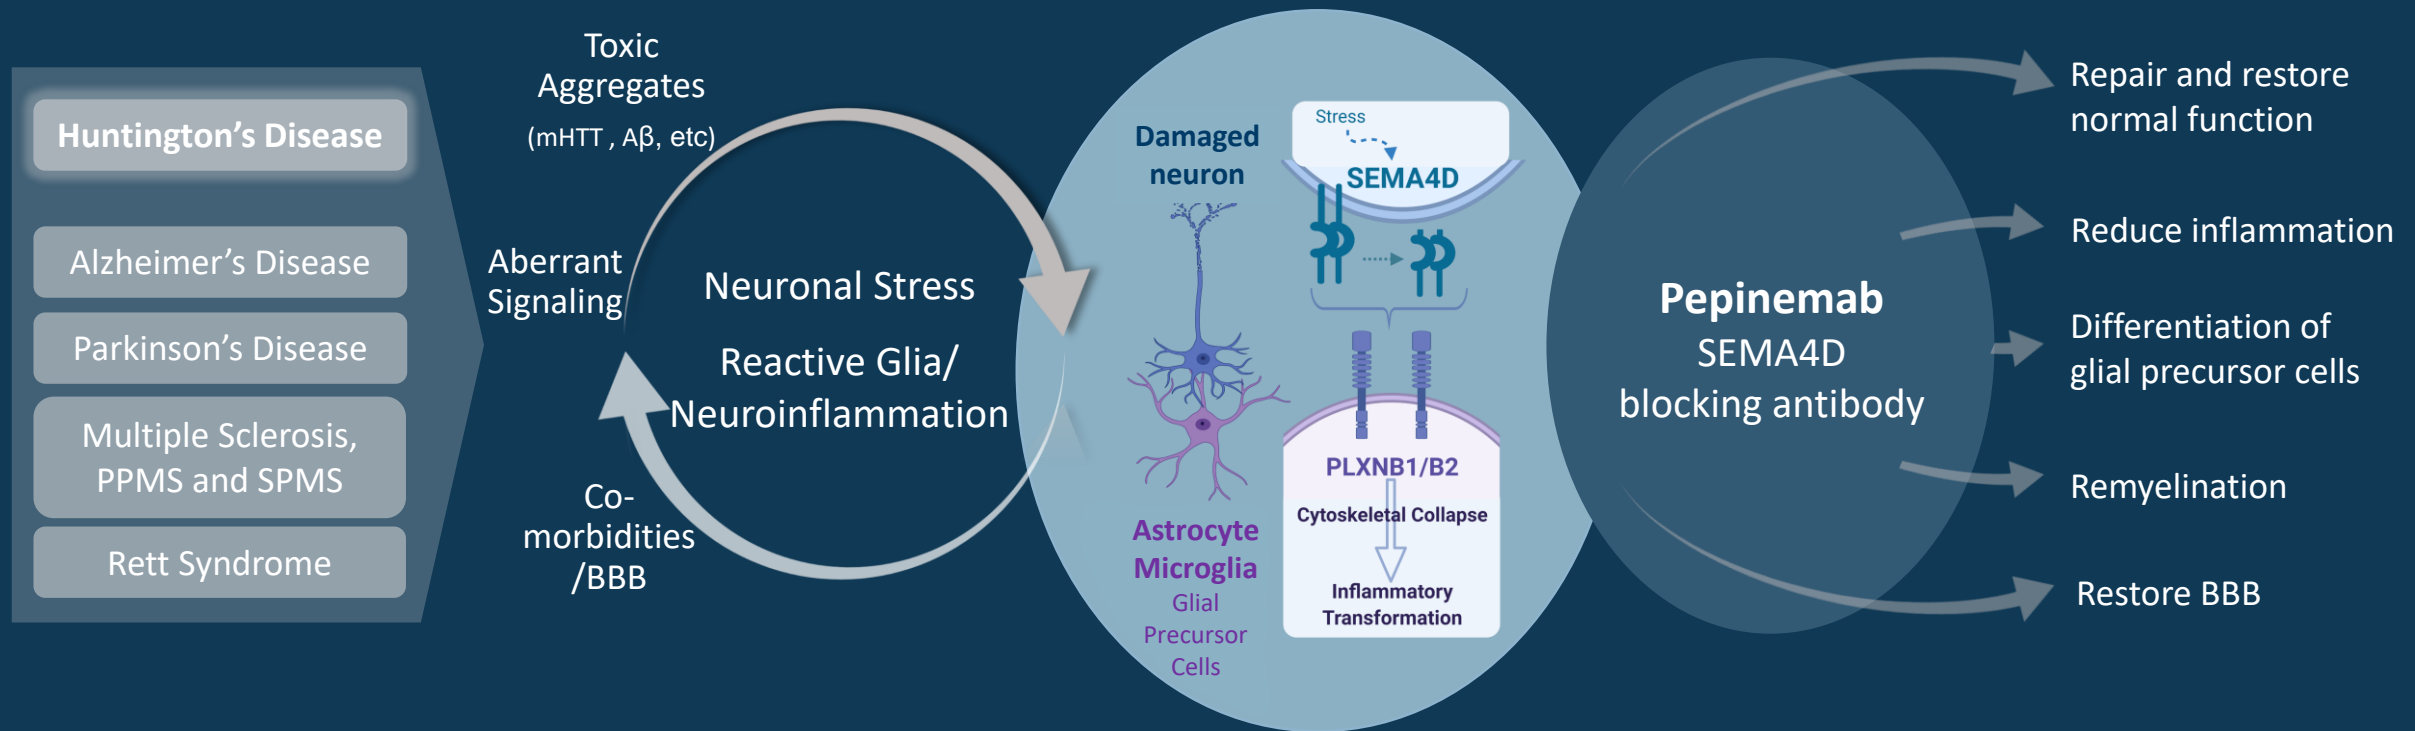 Huntington's Disease
Alzheimer's Disease
Parkinson's Disease
Multiple Sclerosis,
PPMS and SPMS
Rett Syndrome
Toxic
Aggregates
(mHTT , Aβ, etc)
Aberrant
Signaling
Co-
morbidities
/BBB
Neuronal Stress
Reactive Glia/
Neuroinflammation
Damaged
neuron
Astrocyte
Microglia
Glial
Precursor
Cells
Stress
SEMA4D
PLXNB1/B2
Cytoskeletal Collapse
Inflammatory
Transformation
Pepinemab
SEMA4D
blocking antibody
Repair and restore
normal function
Reduce inflammation
Differentiation of
glial precursor cells
Remyelination
Restore BBB